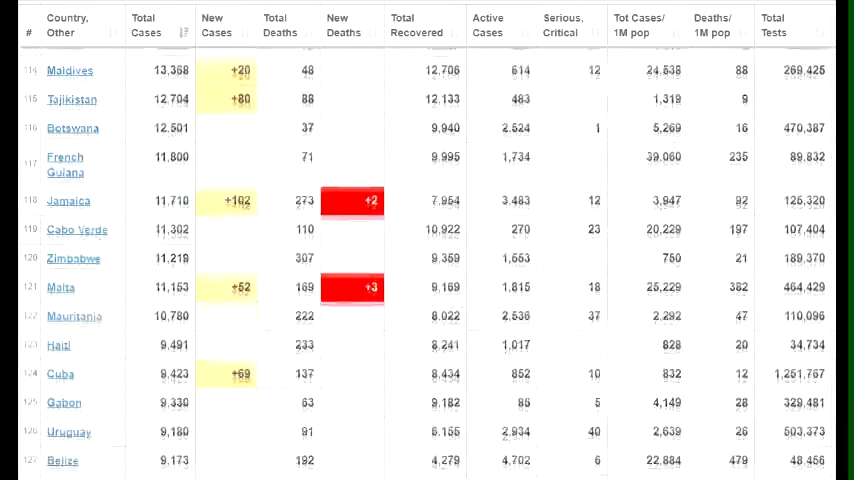 # Country, Other Total Cases New Cases Total Deaths New Deaths Total Recovered Active Cases Serious, Critical Tot Cases/ 1M pop Deaths/ 1M pop Total Tests
114 Maldives 13,368 +20 48 12,706 614 12 24,538 88 269,425
115 Tajikistan 12,704 +80 88 12,133 483 1,319 9
116 Botswana 12,501 37 9,940 2,524 1 5,269 16 470,387
117 French Guiana 11,800 71 9,995 1,734 39,060 235 89,832
118 Jamaica 11,710 +102 273 +2 7,954 3,483 12 3,947 92 125,320
119 Cabo Verde 11,302 110 10,922 270 23 20,229 197 107,404
120 Zimbabwe 11,219 307 9,359 1,553 750 21 189,370
121 Malta 11,153 +52 169 +3 9,169 1,815 18 25,229 382 464,429
122 Mauritania 10,780 222 8,022 2,536 37 2,292 47 110,096
123 Haiti 9,491 233 8,241 1,017 828 20 34,734
124 Cuba 9,423 +69 137 8,434 852 10 832 12 1,251,767
125 Gabon 9,330 63 9,182 85 5 4,149 28 329,481
126 Uruguay 9,180 91 6,155 2,934 40 2,639 26 503,373
127 Belize 9,173 192 4,279 4,702 6 22,884 479 48,456